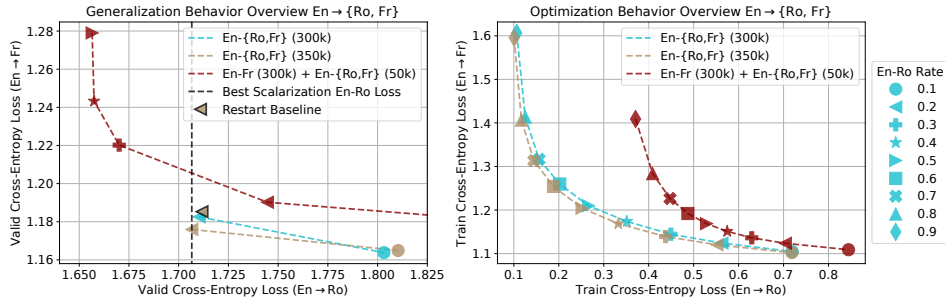 Generalization Behavior Overview En→{Ro, Fr}
Valid Cross-Entropy Loss (En→Fr)
1.28
1.26
1.24
1.22
1.20
1.18
1.16
En-{Ro,Fr} (300k)
En-{Ro,Fr} (350k)
En-Fr (300k) + En-{Ro,Fr} (50k)
Best Scalarization En-Ro Loss
Restart Baseline
1.650 1.675 1.700 1.725 1.750 1.775 1.800 1.825
Valid Cross-Entropy Loss (En→Ro)
Optimization Behavior Overview En→{Ro, Fr}
Train Cross-Entropy Loss (En→Fr)
1.6
1.5
1.4
1.3
1.2
1.1
En-{Ro,Fr} (300k)
En-{Ro,Fr} (350k)
En-Fr (300k) + En-{Ro,Fr} (50k)
0.1 0.2 0.3 0.4 0.5 0.6 0.7 0.8
Train Cross-Entropy Loss (En→Ro)
En-Ro Rate
0.1
0.2
0.3
0.4
0.5
0.6
0.7
0.8
0.9